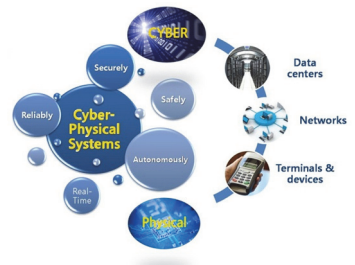 CYBER
Securely
Safely
Reliably
Cyber-
Physical
Systems
Autonomously
Real-
Time
Physical
Data
centers
Networks
Terminals &
devices